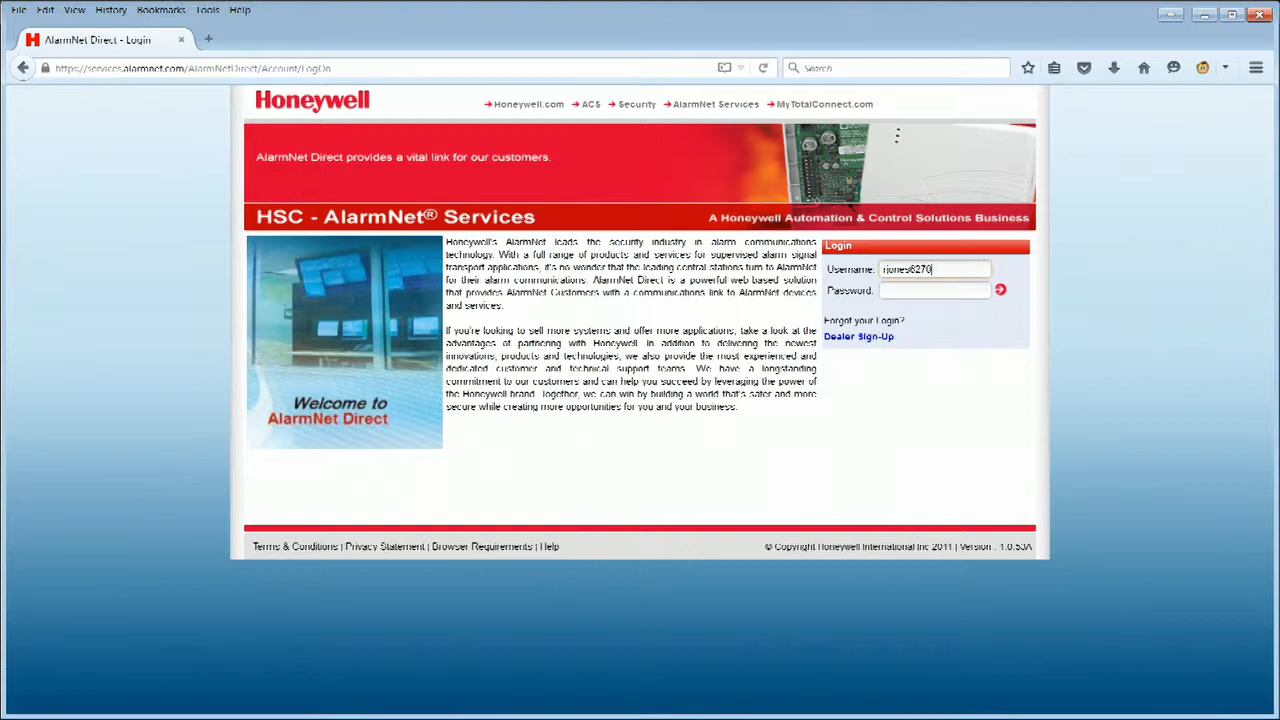 File Edit View History Bookmarks Tools Help
AlarmNet Direct - Login
https://services.alarmnet.com/AlarmNetDirect/Account/LogOn
Search
Honeywell
Honeywell.com ACS Security AlarmNet Services MyTotalConnect.com
AlarmNet Direct provides a vital link for our customers.
HSC - AlarmNet® Services
A Honeywell Automation & Control Solutions Business
Welcome to
AlarmNet Direct
Honeywell's AlarmNet leads the security industry in alarm communications
technology. With a full range of products and services for supervised alarm signal
transport applications, it's no wonder that the leading central stations turn to AlarmNet
for their alarm communications. AlarmNet Direct is a powerful web based solution
that provides AlarmNet Customers with a communications link to AlarmNet devices
and services.
If you're looking to sell more systems and offer more applications, take a look at the
advantages of partnering with Honeywell. In addition to delivering the newest
innovations, products and technologies, we also provide the most experienced and
dedicated customer and technical support teams. We have a longstanding
commitment to our customers and can help you succeed by leveraging the power of
the Honeywell brand. Together, we can win by building a world that's safer and more
secure while creating more opportunities for you and your business.
Login
Username: rjones6270
Password:
Forgot your Login?
Dealer Sign-Up
Terms & Conditions | Privacy Statement | Browser Requirements | Help
© Copyright Honeywell International Inc 2011 | Version : 1.0.53A